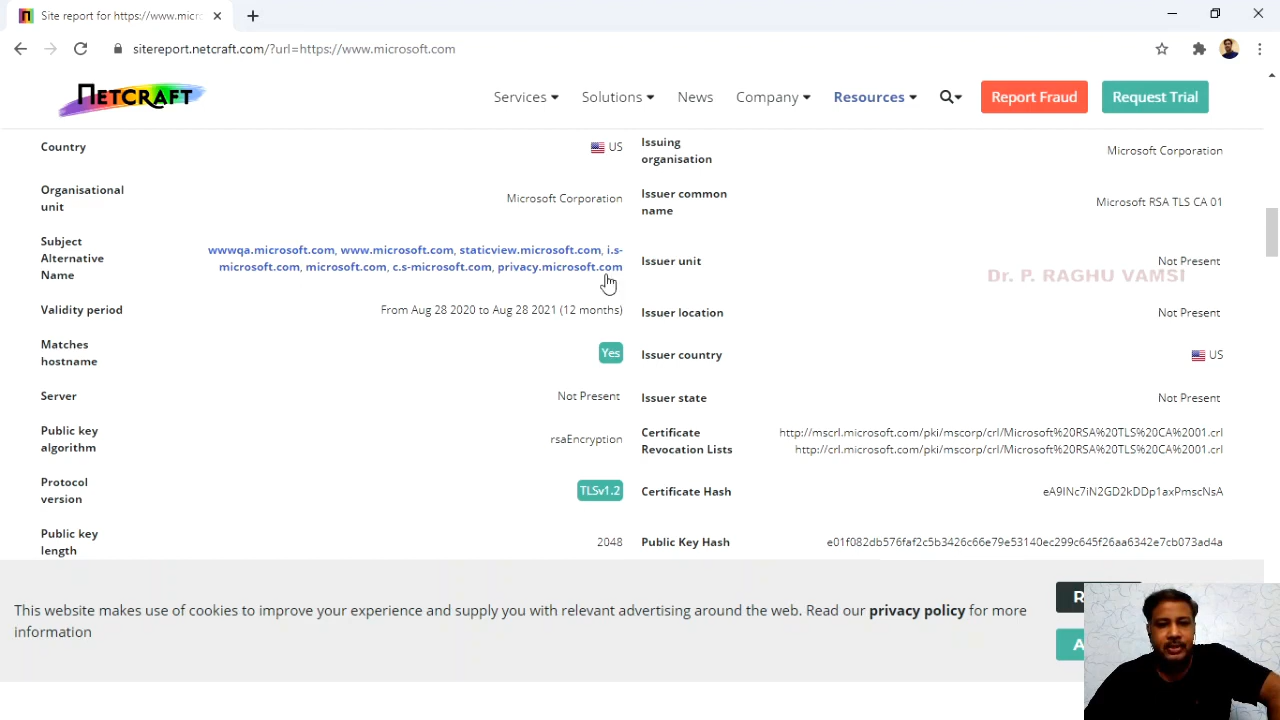 Site report for https://www.micr
sitereport.netcraft.com/?url=https://www.microsoft.com
NETCRAFT
Services
Solutions
News
Company
Resources
Report Fraud
Request Trial
Country
US
Organisational
unit
Microsoft Corporation
Subject
Alternative
Name
wwwqa.microsoft.com, www.microsoft.com, staticview.microsoft.com, i.s-
microsoft.com, microsoft.com, c.s-microsoft.com, privacy.microsoft.com
Validity period
From Aug 28 2020 to Aug 28 2021 (12 months)
Matches
hostname
Yes
Server
Not Present
Public key
algorithm
rsaEncryption
Protocol
version
TLSv1.2
Public key
length
2048
Issuing
organisation
Microsoft Corporation
Issuer common
name
Microsoft RSA TLS CA 01
Issuer unit
Not Present
Dr. P. RAGHU VAMSI
Issuer location
Not Present
Issuer country
US
Issuer state
Not Present
Certificate
Revocation Lists
http://mscrl.microsoft.com/pki/mscorp/crl/Microsoft%20RSA%20TLS%20CA%2001.crl
http://crl.microsoft.com/pki/mscorp/crl/Microsoft%20RSA%20TLS%20CA%2001.crl
Certificate Hash
eA9INc7iN2GD2kDDp1axPmscNsA
Public Key Hash
e01f082db576faf2c5b3426c66e79e53140ec299c645f26aa6342e7cb073ad4a
This website makes use of cookies to improve your experience and supply you with relevant advertising around the web. Read our privacy policy for more
information
R
A